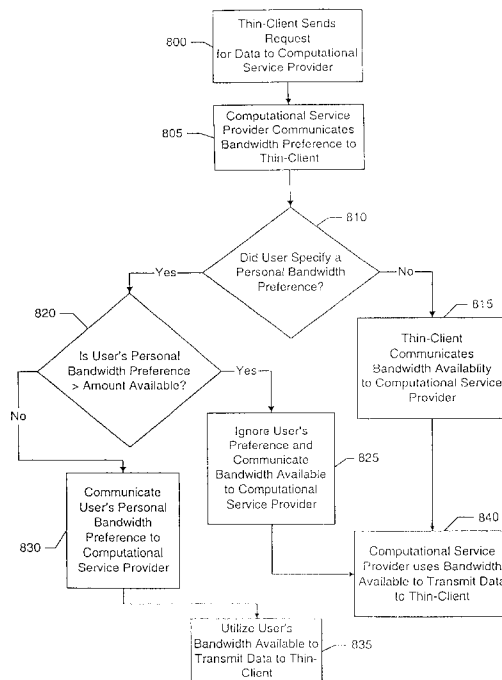 Thin-Client Sends
Request
for Data to Computational
Service Provider
800
Computational Service
Provider Communicates
Bandwidth Preference to
Thin-Client
805
810
Did User Specify a
Personal Bandwidth
Preference?
Yes
No
820
Is User's Personal
Bandwidth Preference
> Amount Available?
Yes
No
815
Thin-Client
Communicates
Bandwidth Availability
to Computational Service
Provider
Ignore User's
Preference and
Communicate
Bandwidth Available
to Computational
Service Provider
825
Communicate
User's Personal
Bandwidth
Preference to
Computational
Service Provider
830
840
Computational Service
Provider uses Bandwidth
Available to Transmit Data
to Thin-Client
Utilize User's
Bandwidth Available to
Transmit Data to Thin-
Client
835